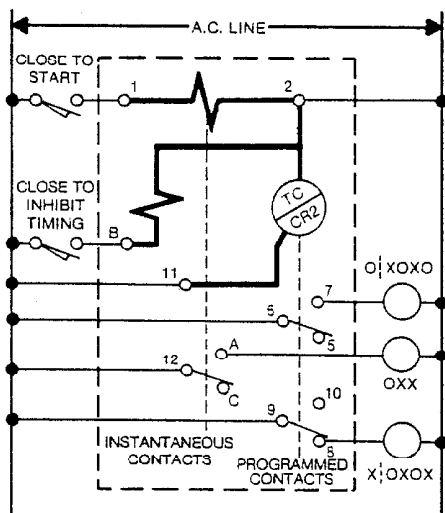 A.C. LINE
CLOSE TO
START
1
2
CLOSE TO
INHIBIT
TIMING
TC
CR2
B
11
O¦XOXO
7
6
5
A
12
OXX
C
10
9
8
INSTANTANEOUS
CONTACTS
PROGRAMMED
CONTACTS
X¦OXOX